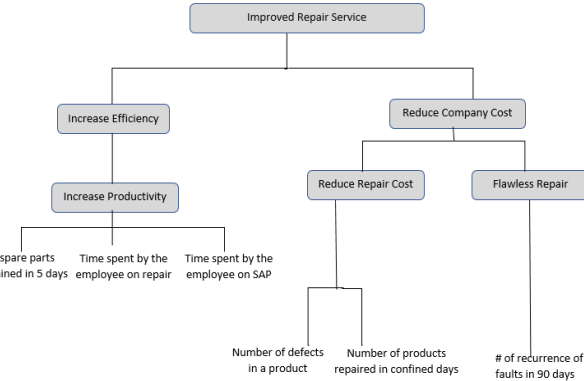 Improved Repair Service
Increase Efficiency
Reduce Company Cost
Increase Productivity
Reduce Repair Cost
Flawless Repair
spare parts
in 5 days
Time spent by the
employee on repair
Time spent by the
employee on SAP
Number of defects
in a product
Number of products
repaired in confined days
# of recurrence of
faults in 90 days